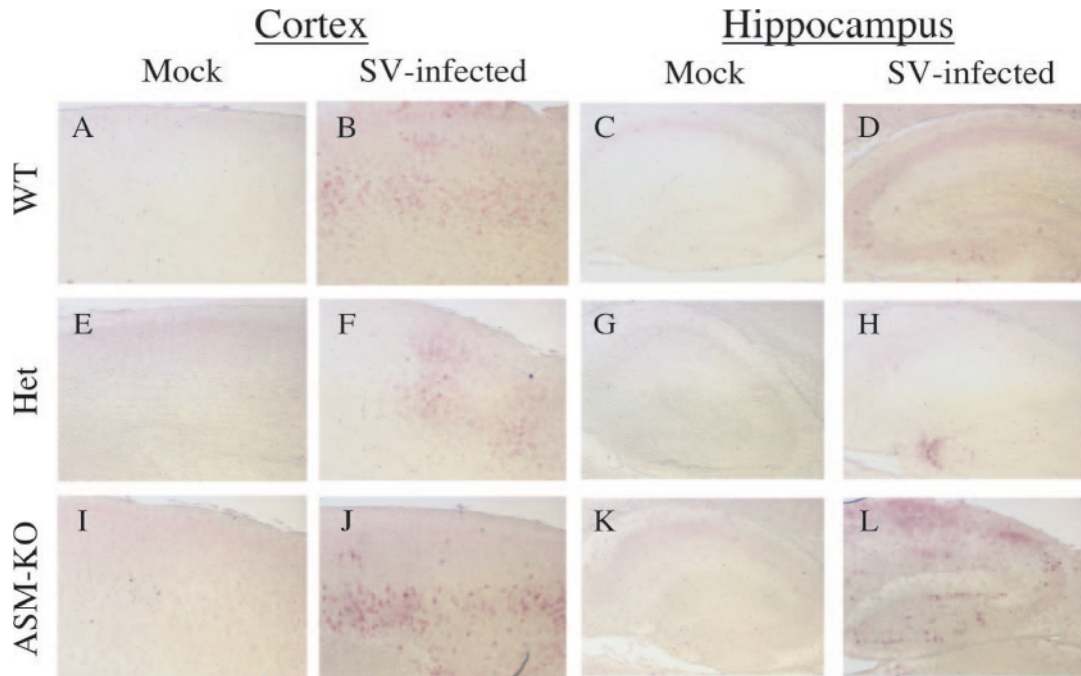 Cortex Hippocampus
Mock SV-infected Mock SV-infected
WT
A B C D
Het
E F G H
ASM-KO
I J K L